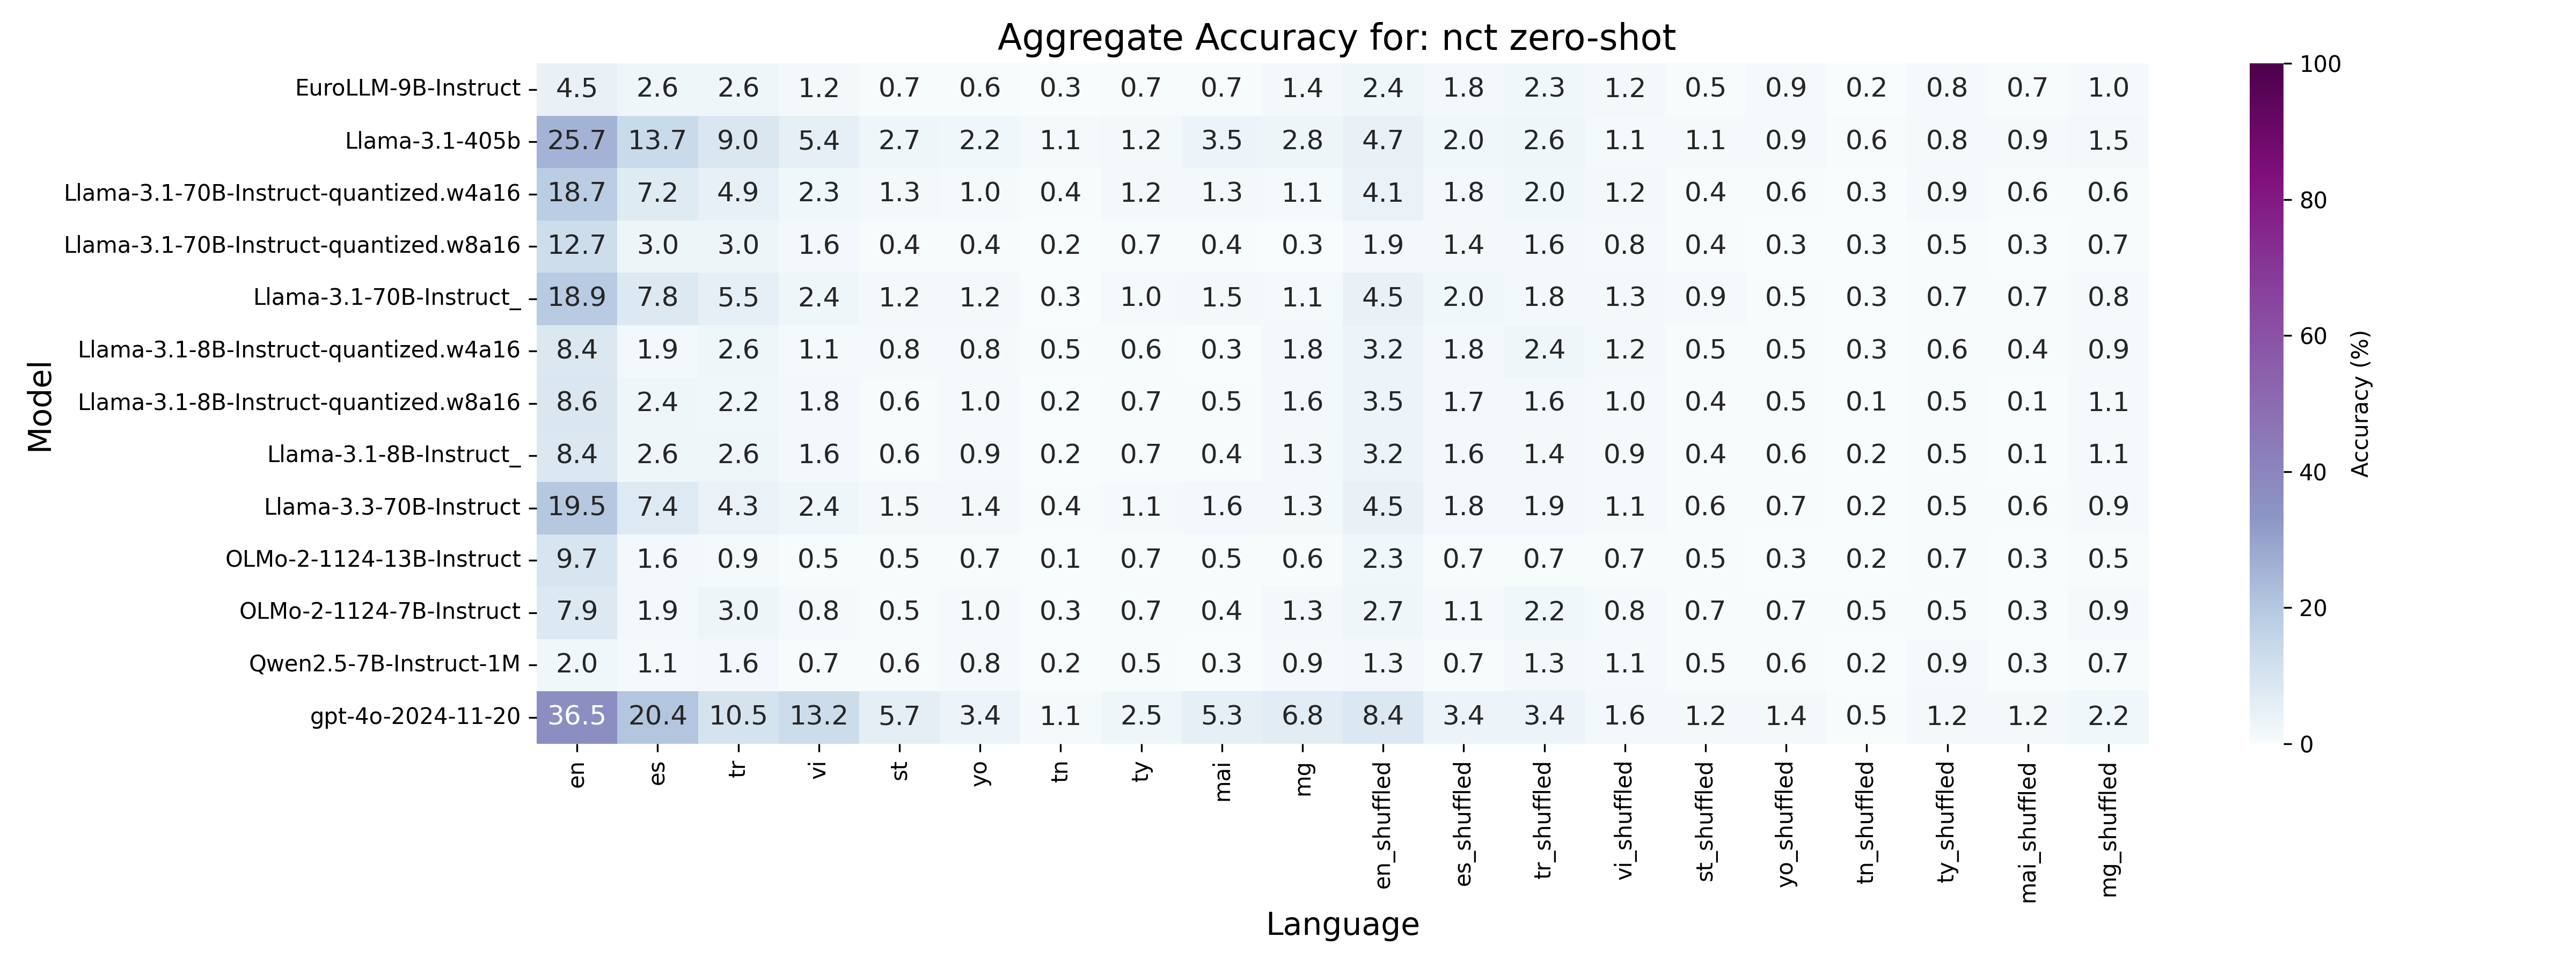 Aggregate Accuracy for: nct zero-shot
Model
EuroLLM-9B-Instruct 4.5 2.6 2.6 1.2 0.7 0.6 0.3 0.7 0.7 1.4 2.4 1.8 2.3 1.2 0.5 0.9 0.2 0.8 0.7 1.0
Llama-3.1-405b 25.7 13.7 9.0 5.4 2.7 2.2 1.1 1.2 3.5 2.8 4.7 2.0 2.6 1.1 1.1 0.9 0.6 0.8 0.9 1.5
Llama-3.1-70B-Instruct-quantized.w4a16 18.7 7.2 4.9 2.3 1.3 1.0 0.4 1.2 1.3 1.1 4.1 1.8 2.0 1.2 0.4 0.6 0.3 0.9 0.6 0.6
Llama-3.1-70B-Instruct-quantized.w8a16 12.7 3.0 3.0 1.6 0.4 0.4 0.2 0.7 0.4 0.3 1.9 1.4 1.6 0.8 0.4 0.3 0.3 0.5 0.3 0.7
Llama-3.1-70B-Instruct_ 18.9 7.8 5.5 2.4 1.2 1.2 0.3 1.0 1.5 1.1 4.5 2.0 1.8 1.3 0.9 0.5 0.3 0.7 0.7 0.8
Llama-3.1-8B-Instruct-quantized.w4a16 8.4 1.9 2.6 1.1 0.8 0.8 0.5 0.6 0.3 1.8 3.2 1.8 2.4 1.2 0.5 0.5 0.3 0.6 0.4 0.9
Llama-3.1-8B-Instruct-quantized.w8a16 8.6 2.4 2.2 1.8 0.6 1.0 0.2 0.7 0.5 1.6 3.5 1.7 1.6 1.0 0.4 0.5 0.1 0.5 0.1 1.1
Llama-3.1-8B-Instruct_ 8.4 2.6 2.6 1.6 0.6 0.9 0.2 0.7 0.4 1.3 3.2 1.6 1.4 0.9 0.4 0.6 0.2 0.5 0.1 1.1
Llama-3.3-70B-Instruct 19.5 7.4 4.3 2.4 1.5 1.4 0.4 1.1 1.6 1.3 4.5 1.8 1.9 1.1 0.6 0.7 0.2 0.5 0.6 0.9
OLMo-2-1124-13B-Instruct 9.7 1.6 0.9 0.5 0.5 0.7 0.1 0.7 0.5 0.6 2.3 0.7 0.7 0.7 0.5 0.3 0.2 0.7 0.3 0.5
OLMo-2-1124-7B-Instruct 7.9 1.9 3.0 0.8 0.5 1.0 0.3 0.7 0.4 1.3 2.7 1.1 2.2 0.8 0.7 0.7 0.5 0.5 0.3 0.9
Qwen2.5-7B-Instruct-1M 2.0 1.1 1.6 0.7 0.6 0.8 0.2 0.5 0.3 0.9 1.3 0.7 1.3 1.1 0.5 0.6 0.2 0.9 0.3 0.7
gpt-4o-2024-11-20 36.5 20.4 10.5 13.2 5.7 3.4 1.1 2.5 5.3 6.8 8.4 3.4 3.4 1.6 1.2 1.4 0.5 1.2 1.2 2.2
en es tr vi st yo tn ty mai mg en_shuffled es_shuffled tr_shuffled vi_shuffled st_shuffled yo_shuffled tn_shuffled ty_shuffled mai_shuffled mg_shuffled
Language
100
80
60
40
20
0
Accuracy (%)